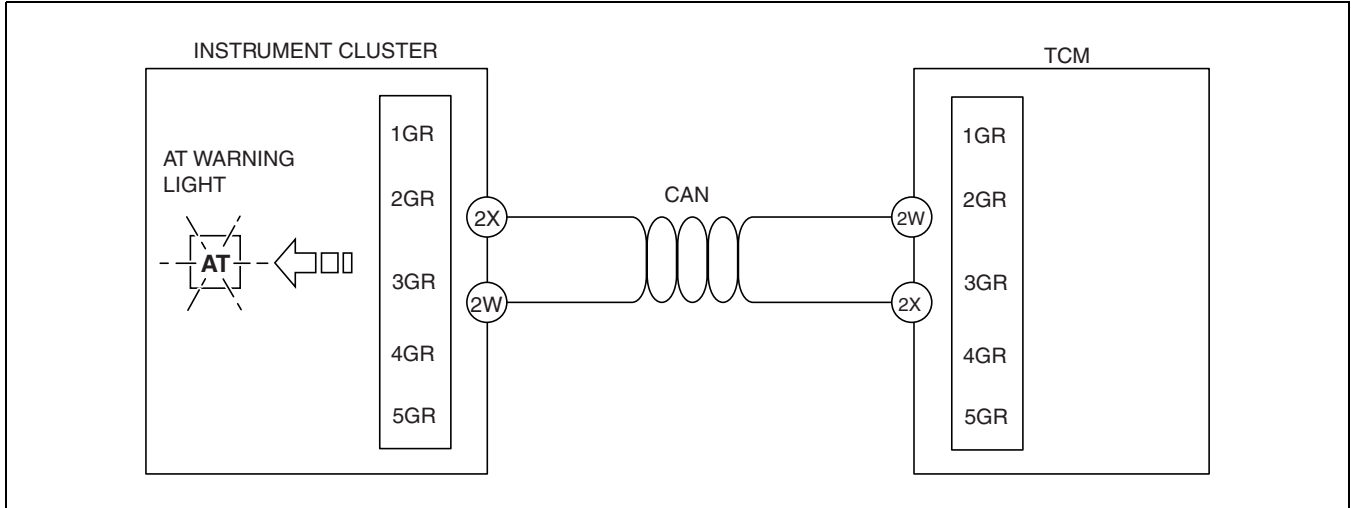 INSTRUMENT CLUSTER
AT WARNING
LIGHT
AT
1GR
2GR
3GR
4GR
5GR
2X
2W
CAN
TCM
2W
2X
1GR
2GR
3GR
4GR
5GR